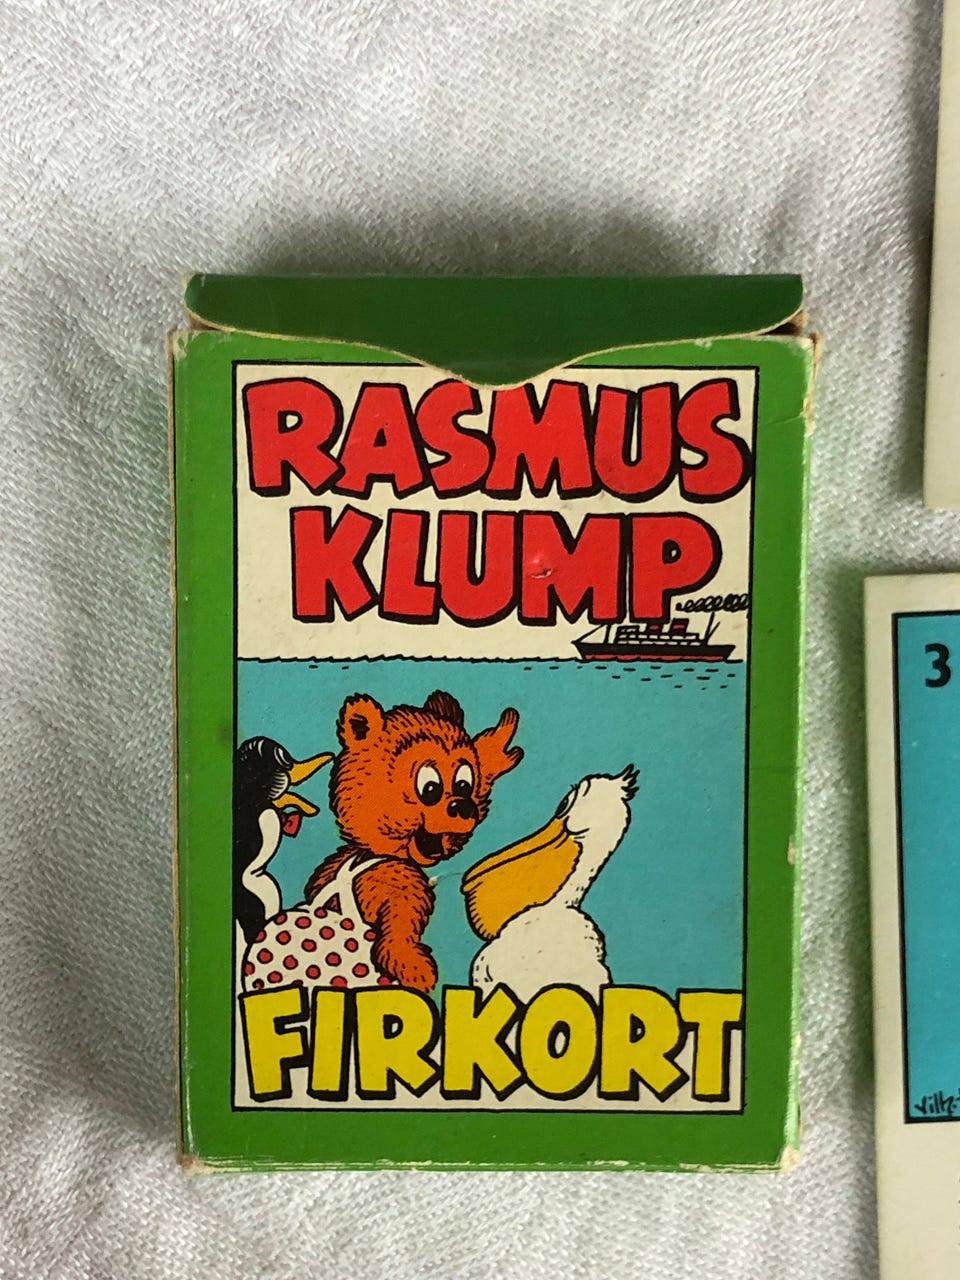 RASMUS
KLUMP
FIRKORT
3